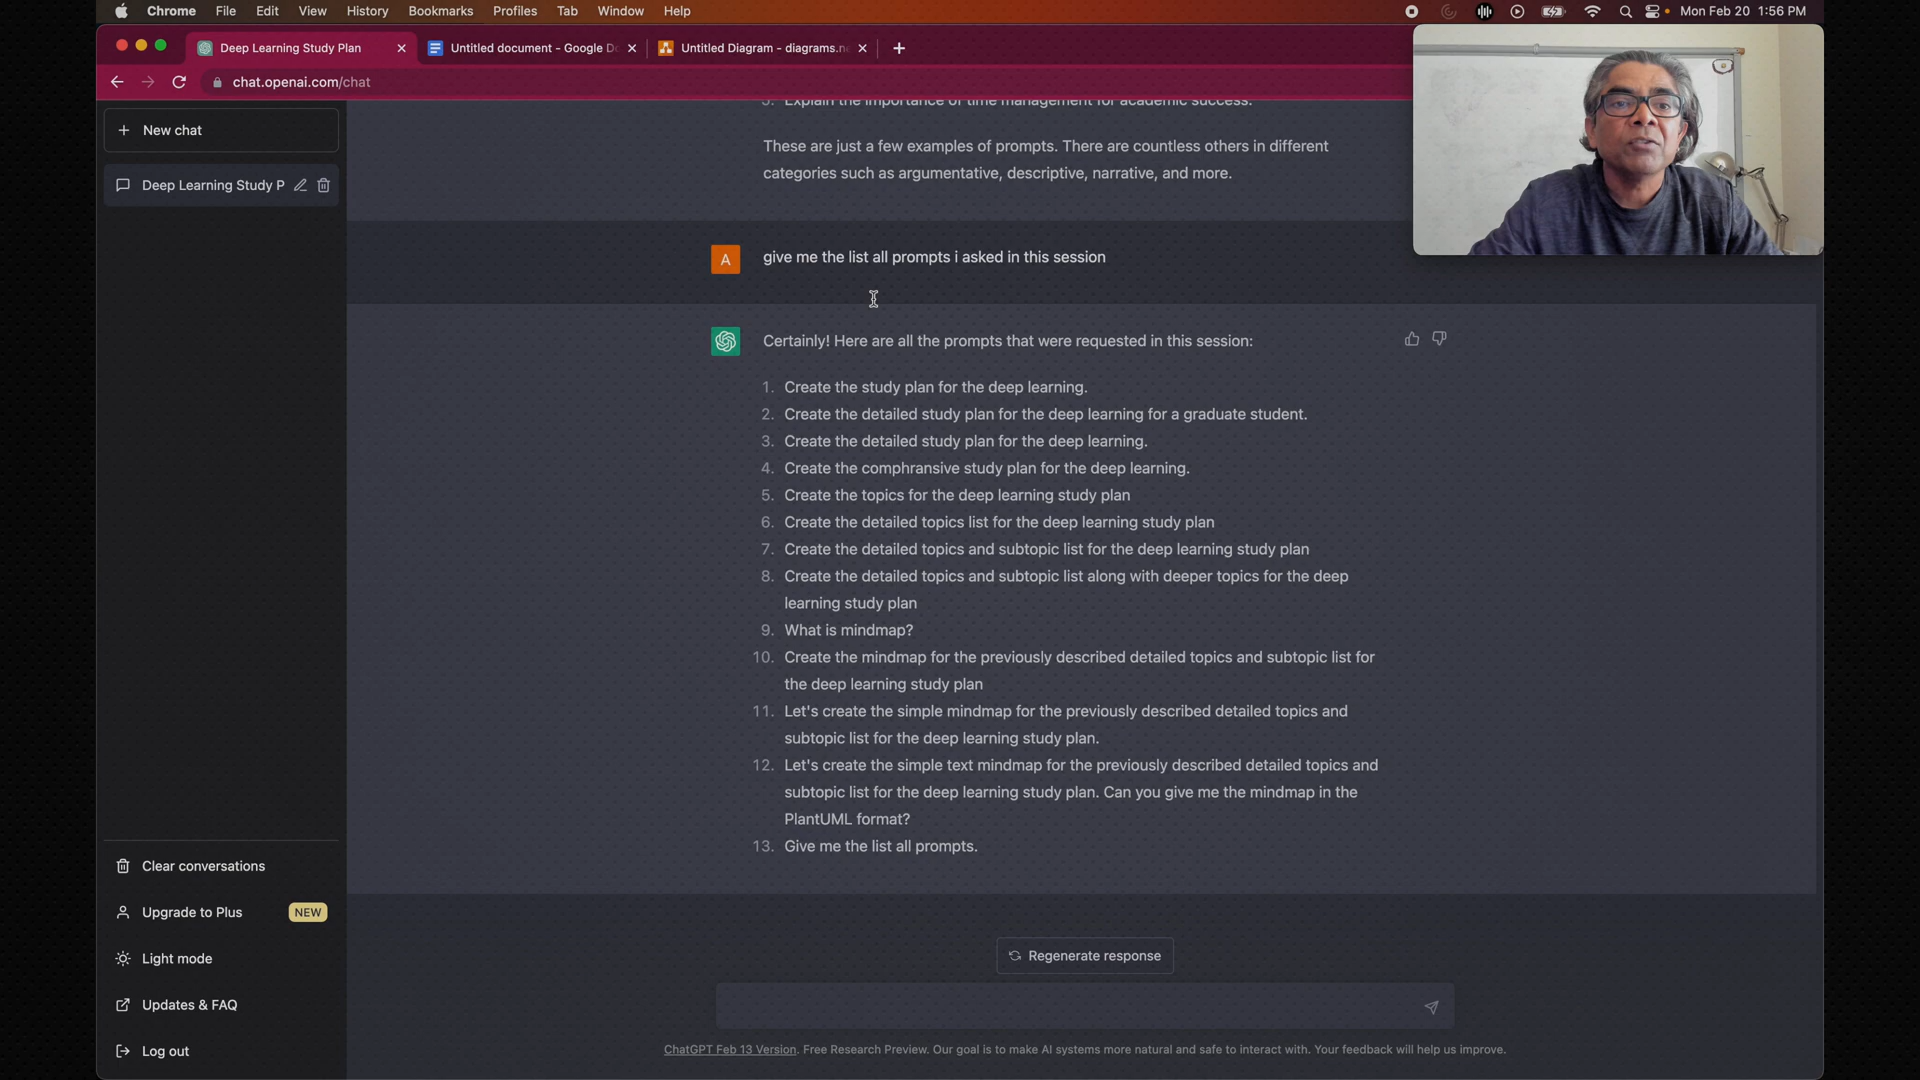 Chrome File Edit View History Bookmarks Profiles Tab Window Help Mon Feb 20 1:56 PM
Deep Learning Study Plan Untitled document - Google Do Untitled Diagram - diagrams.ne
chat.openai.com/chat
New chat
Deep Learning Study P
Clear conversations
Upgrade to Plus NEW
Light mode
Updates & FAQ
Log out
5. Explain the importance of time management for academic success.
These are just a few examples of prompts. There are countless others in different
categories such as argumentative, descriptive, narrative, and more.
A give me the list all prompts i asked in this session
Certainly! Here are all the prompts that were requested in this session:
1. Create the study plan for the deep learning.
2. Create the detailed study plan for the deep learning for a graduate student.
3. Create the detailed study plan for the deep learning.
4. Create the comphransive study plan for the deep learning.
5. Create the topics for the deep learning study plan
6. Create the detailed topics list for the deep learning study plan
7. Create the detailed topics and subtopic list for the deep learning study plan
8. Create the detailed topics and subtopic list along with deeper topics for the deep
learning study plan
9. What is mindmap?
10. Create the mindmap for the previously described detailed topics and subtopic list for
the deep learning study plan
11. Let's create the simple mindmap for the previously described detailed topics and
subtopic list for the deep learning study plan.
12. Let's create the simple text mindmap for the previously described detailed topics and
subtopic list for the deep learning study plan. Can you give me the mindmap in the
PlantUML format?
13. Give me the list all prompts.
Regenerate response
ChatGPT Feb 13 Version. Free Research Preview. Our goal is to make AI systems more natural and safe to interact with. Your feedback will help us improve.